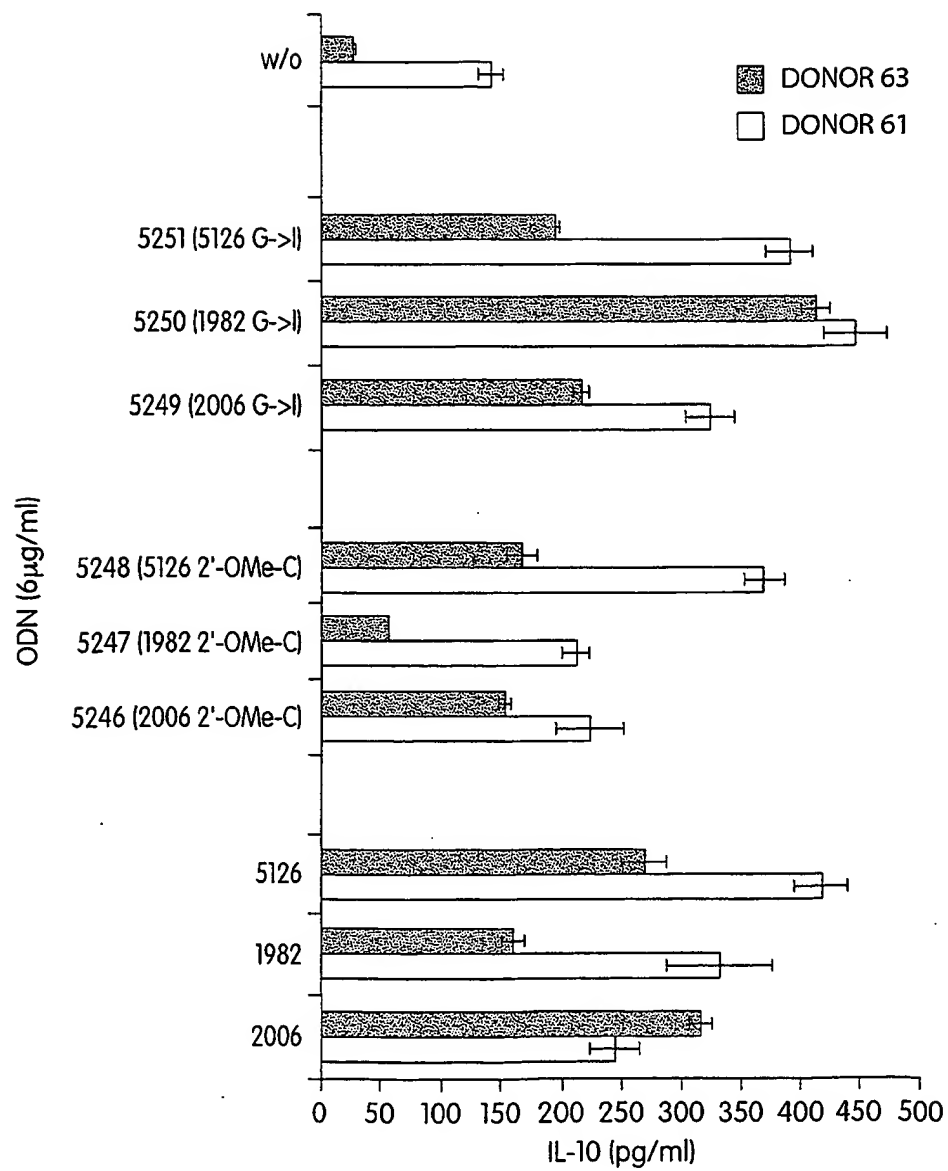 w/o
DONOR 63
DONOR 61
5251 (5126 G->I)
5250 (1982 G->I)
5249 (2006 G->I)
5248 (5126 2'-OMe-C)
5247 (1982 2'-OMe-C)
5246 (2006 2'-OMe-C)
5126
1982
2006
ODN (6µg/ml)
0 50 100 150 200 250 300 350 400 450 500
IL-10 (pg/ml)